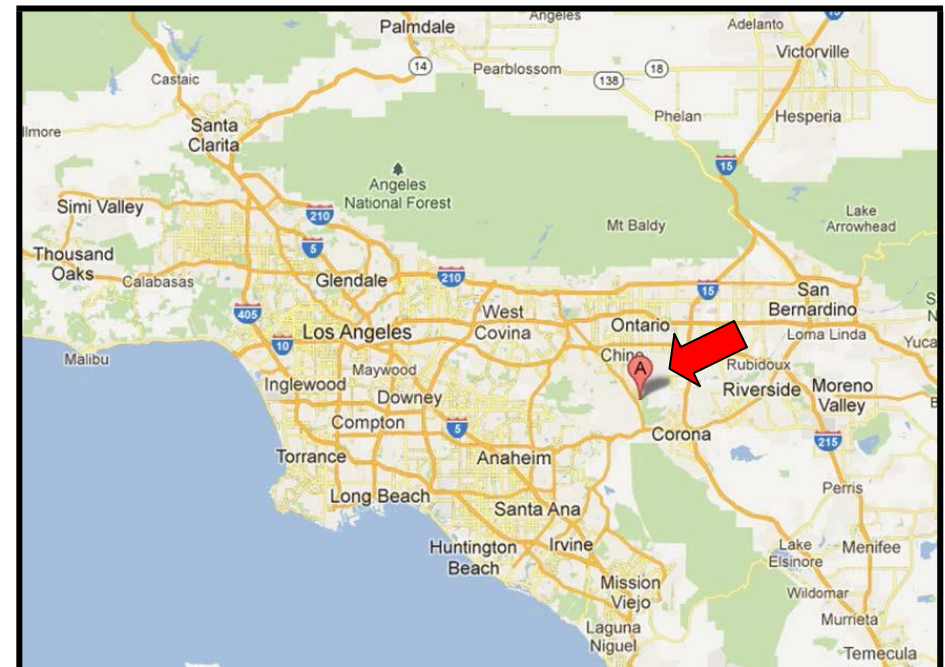 Palmdale
Angeles
Adelanto
15
Victorville
14
Pearblossom
138
18
Castaic
Phelan
Hesperia
llmore
Santa
Clarita
15
Angeles
National Forest
Simi Valley
210
Mt Baldy
Lake
Arrowhead
Thousand
Oaks
5
Calabasas
Glendale
210
15
San
Bernardino
405
West
Covina
Ontario
Los Angeles
Loma Linda
Yuca
10
Malibu
Maywood
Chino
A
Rubidoux
Inglewood
Downey
Riverside
Moreno
Valley
Compton
5
Corona
215
Torrance
Anaheim
Long Beach
Perris
Santa Ana
Huntington
Beach
Irvine
Lake
Elsinore
Menifee
Mission
Viejo
Wildomar
Murrieta
Laguna
Niguel
Temecula